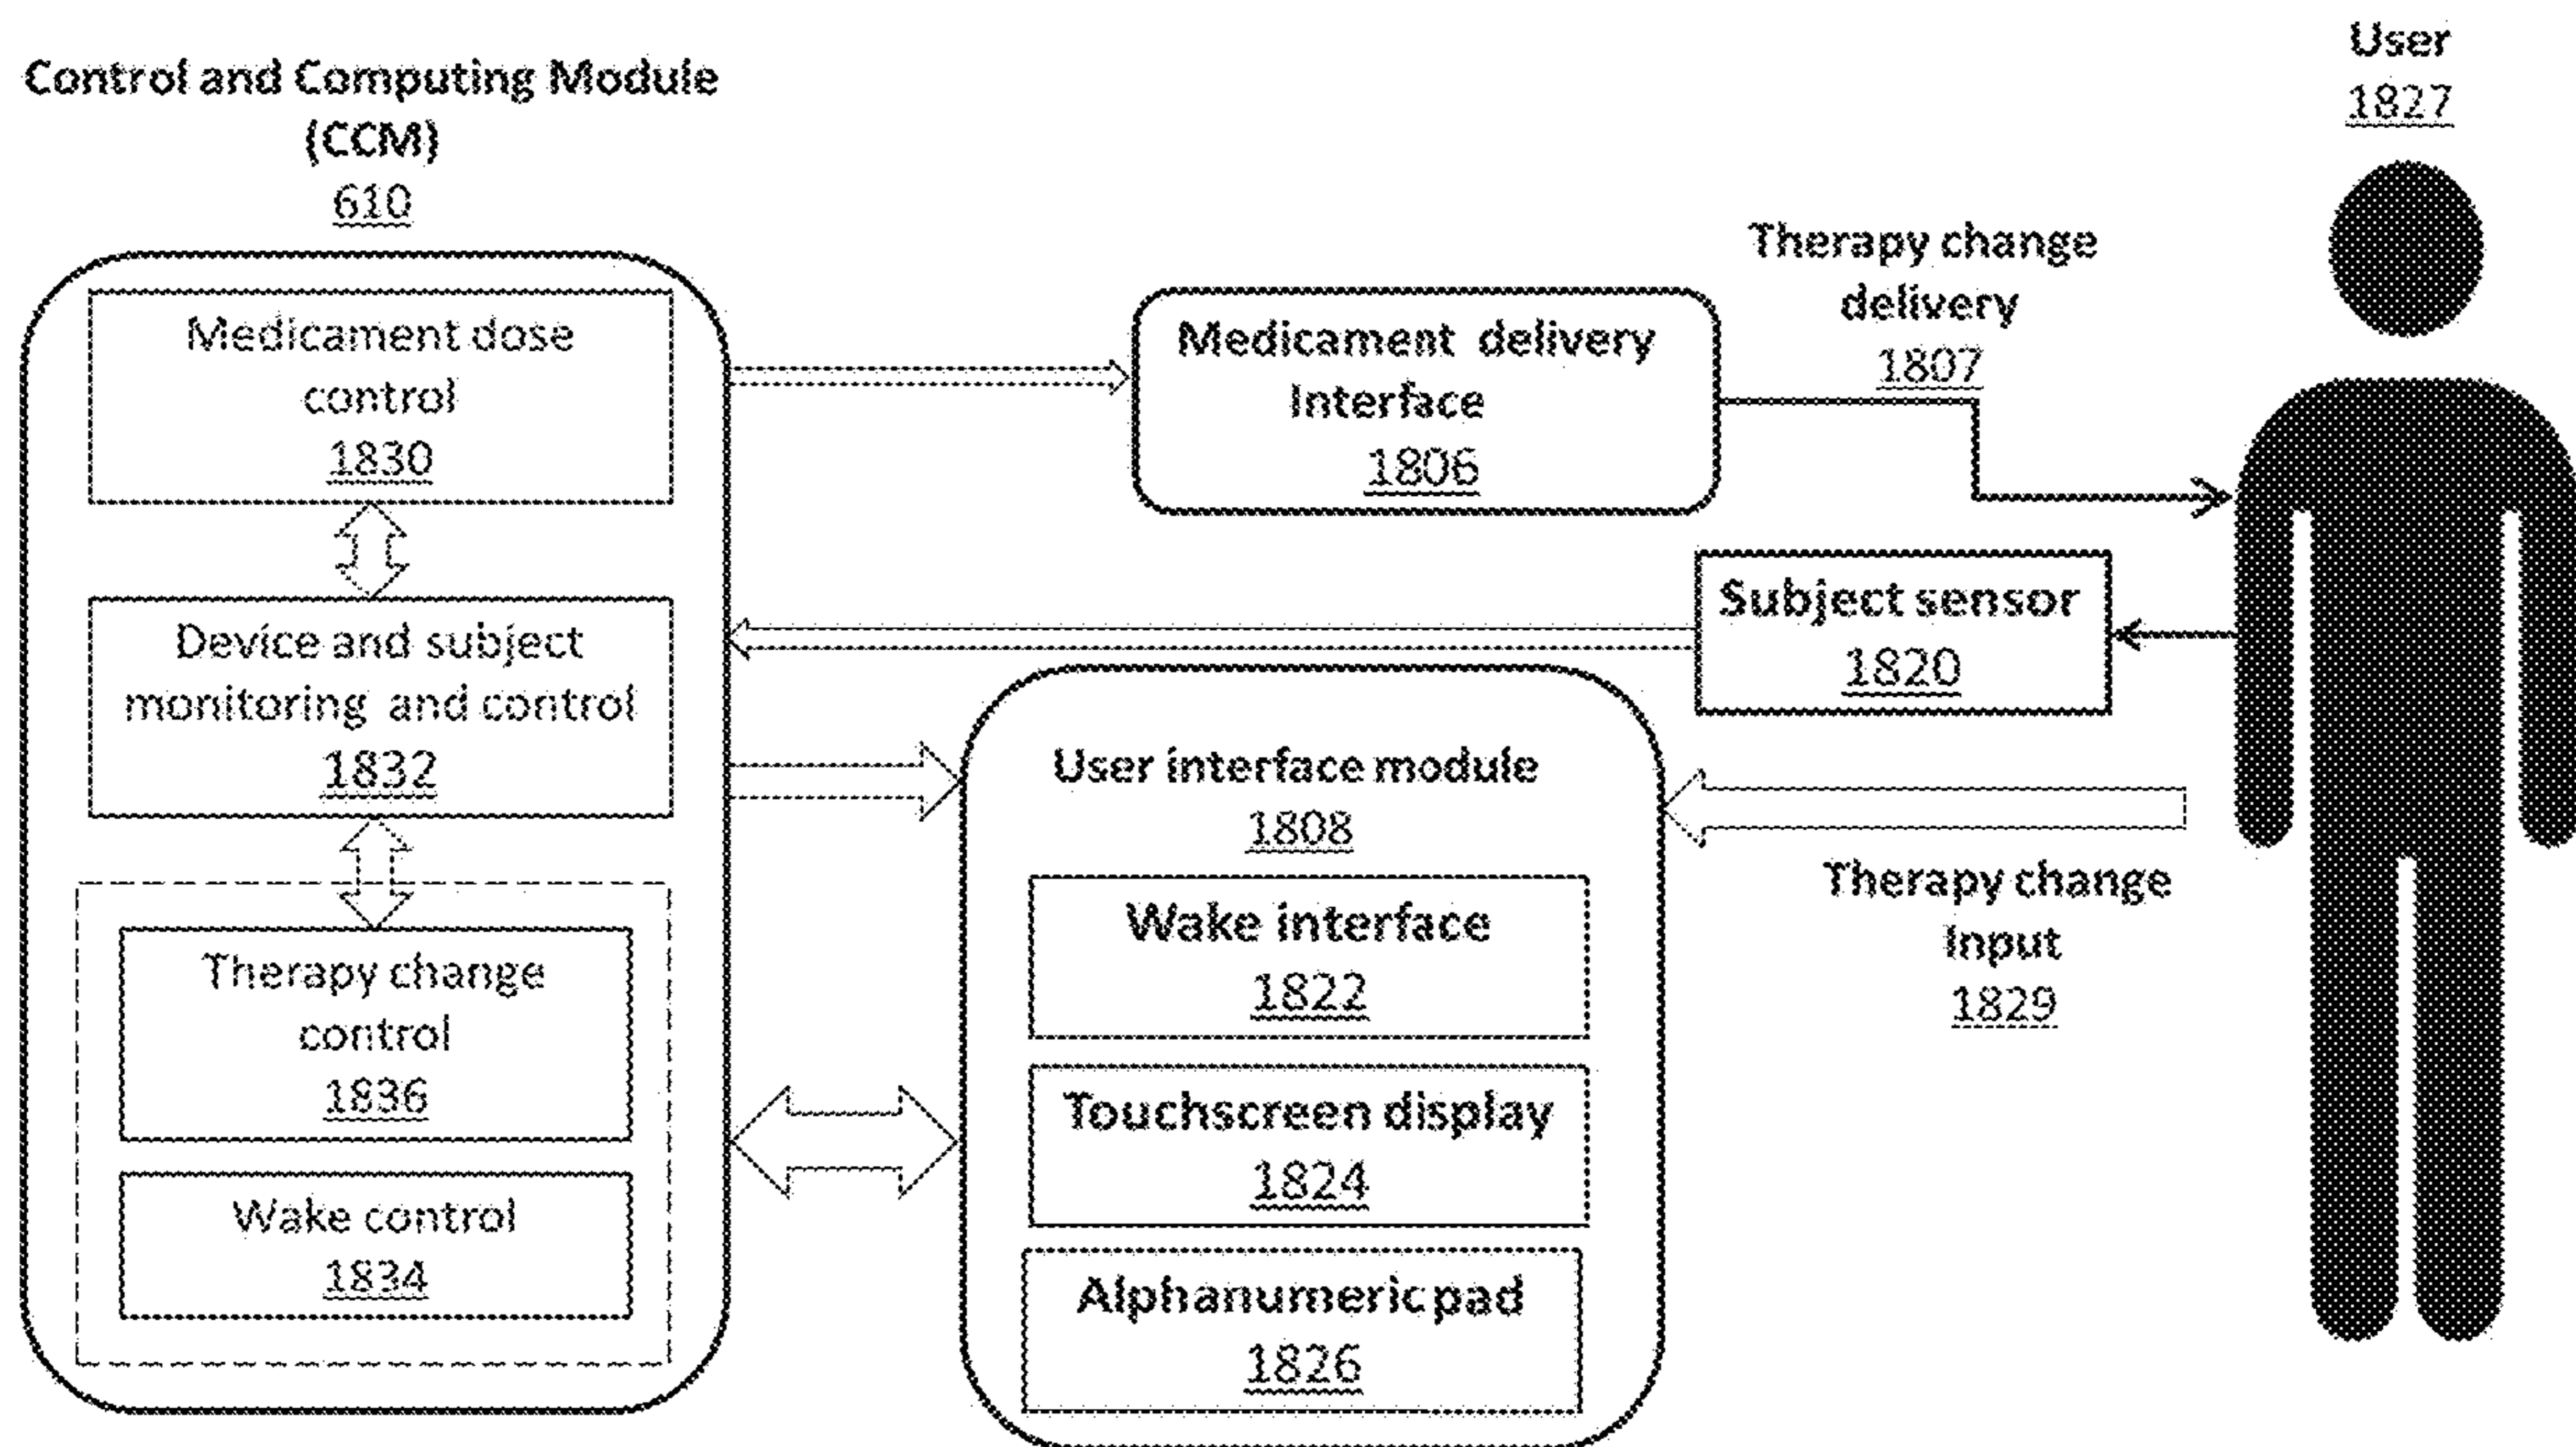 Control and Computing Module
(CCM)
610
Medicament dose
control
1830
Device and subject
monitoring and control
1832
Therapy change
control
1836
Wake control
1834
Medicament delivery
Interface
1806
Therapy change
delivery
1807
User
1827
Subject sensor
1820
User interface module
1808
Wake interface
1822
Touchscreen display
1824
Alphanumeric pad
1826
Therapy change
Input
1829